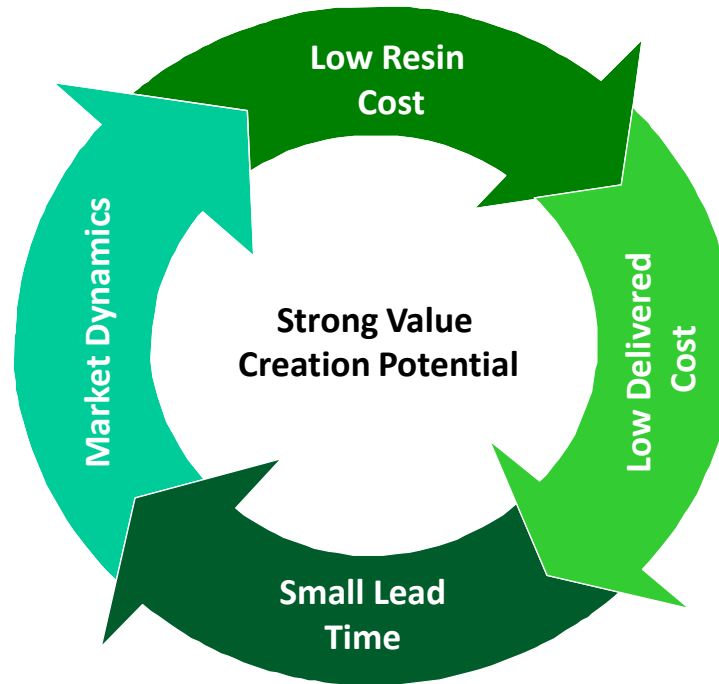 Low Resin
Cost
Low Delivered
Cost
Small Lead
Time
Market Dynamics
Strong Value
Creation Potential